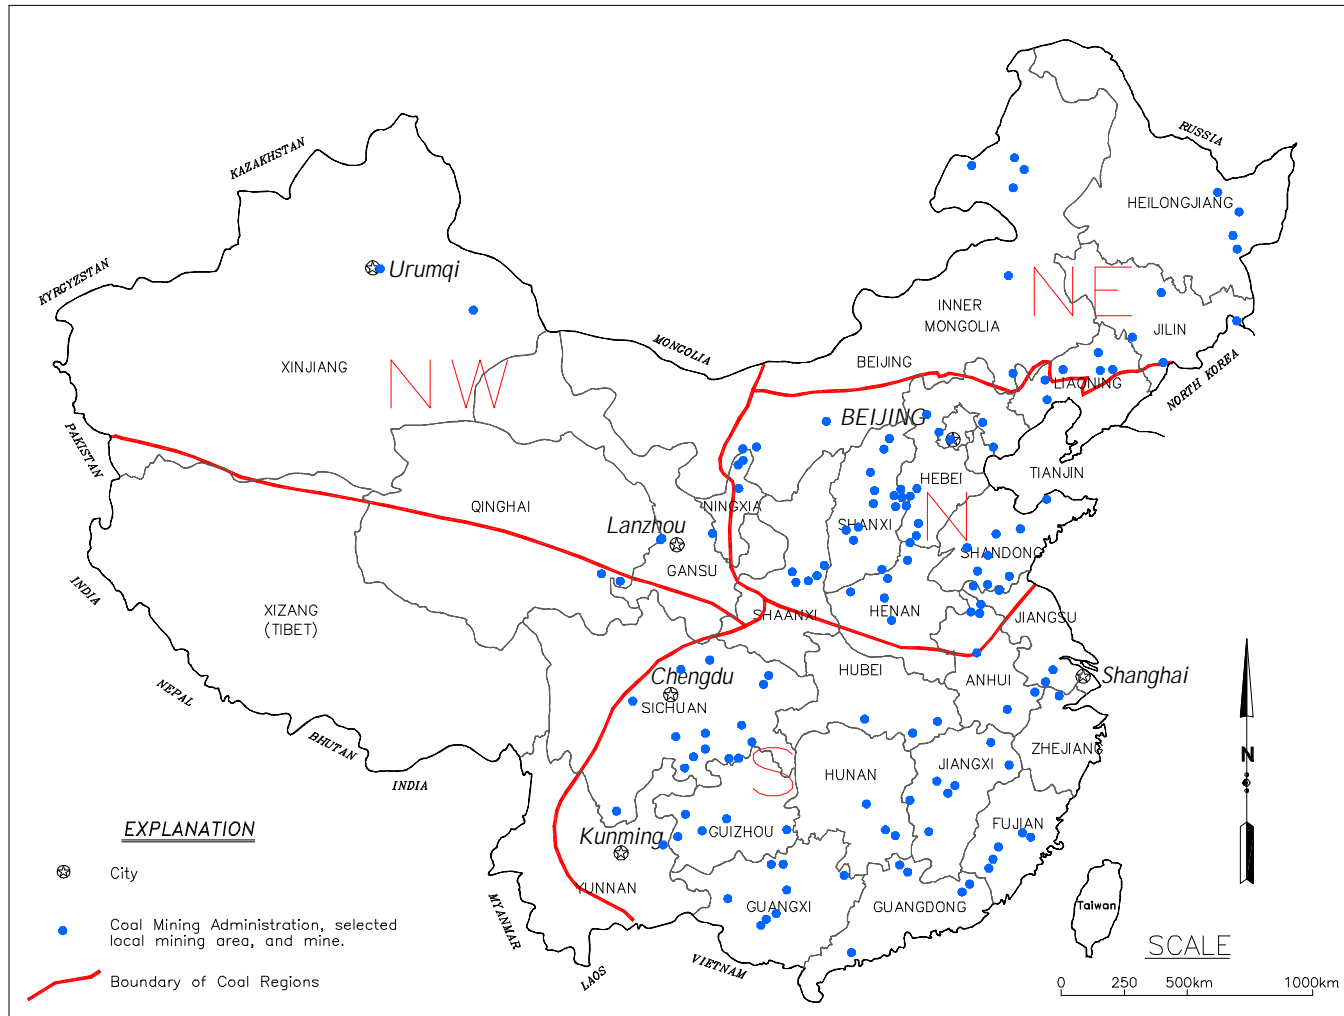 RUSSIA
KAZAKHSTAN
HEILONGJIANG
KYRGYZSTAN
Urumqi
NE
INNER
MONGOLIA
JILIN
MONGOLIA
BEIJING
XINJIANG
NW
LIAONING
NORTH KOREA
BEIJING
PAKISTAN
TIANJIN
HEBEI
QINGHAI
NINGXIA
N
Lanzhou
SHANXI
SHANDONG
GANSU
INDIA
XIZANG
(TIBET)
SHAANXI
HENAN
JIANGSU
HUBEI
Chengdu
ANHUI
Shanghai
NEPAL
SICHUAN
BHUTAN
ZHEJIANG
S
HUNAN
JIANGXI
INDIA
N
EXPLANATION
Kunming
GUIZHOU
FUJIAN
City
YUNNAN
GUANGXI
GUANGDONG
Taiwan
MYANMAR
Coal Mining Administration, selected
local mining area, and mine.
SCALE
LAOS
VIETNAM
Boundary of Coal Regions
0 250 500km 1000km